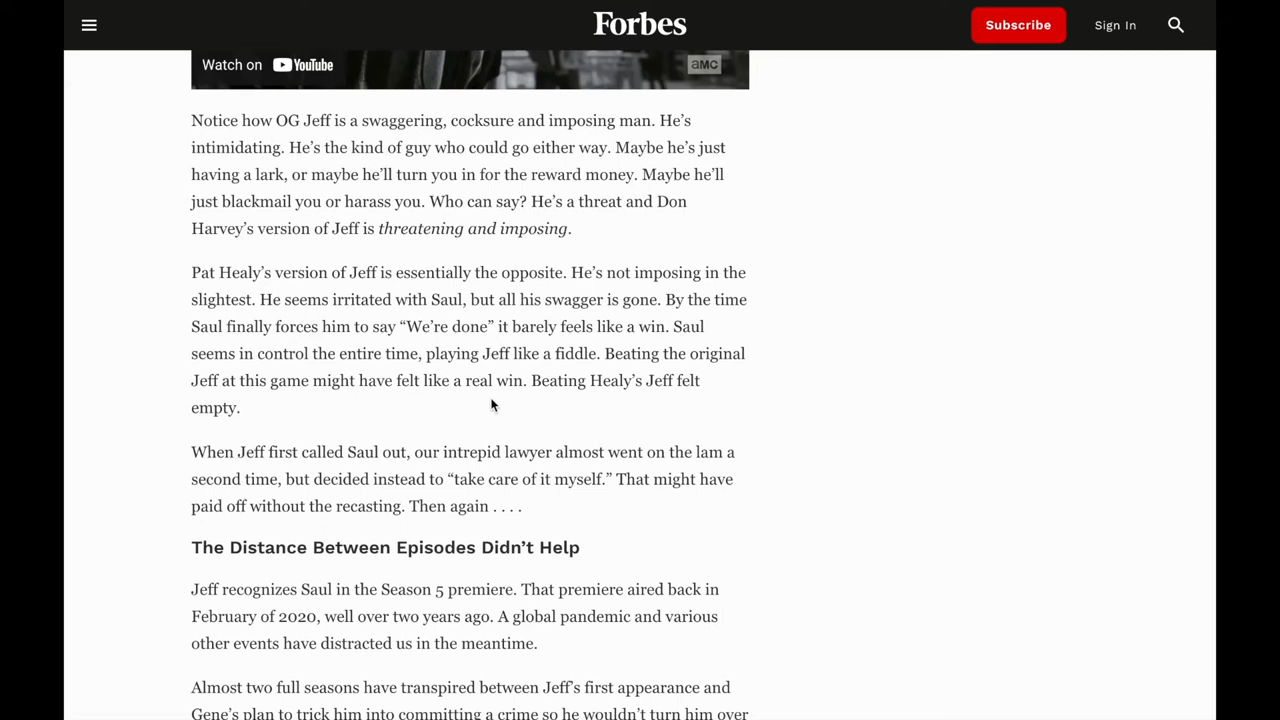 Forbes
Subscribe
Sign In
Watch on YouTube
aMC
Notice how OG Jeff is a swaggering, cocksure and imposing man. He’s
intimidating. He’s the kind of guy who could go either way. Maybe he’s just
having a lark, or maybe he’ll turn you in for the reward money. Maybe he’ll
just blackmail you or harass you. Who can say? He’s a threat and Don
Harvey’s version of Jeff is threatening and imposing.
Pat Healy’s version of Jeff is essentially the opposite. He’s not imposing in the
slightest. He seems irritated with Saul, but all his swagger is gone. By the time
Saul finally forces him to say “We’re done” it barely feels like a win. Saul
seems in control the entire time, playing Jeff like a fiddle. Beating the original
Jeff at this game might have felt like a real win. Beating Healy’s Jeff felt
empty.
When Jeff first called Saul out, our intrepid lawyer almost went on the lam a
second time, but decided instead to “take care of it myself.” That might have
paid off without the recasting. Then again . . . .
The Distance Between Episodes Didn’t Help
Jeff recognizes Saul in the Season 5 premiere. That premiere aired back in
February of 2020, well over two years ago. A global pandemic and various
other events have distracted us in the meantime.
Almost two full seasons have transpired between Jeff’s first appearance and
Gene’s plan to trick him into committing a crime so he wouldn’t turn him over